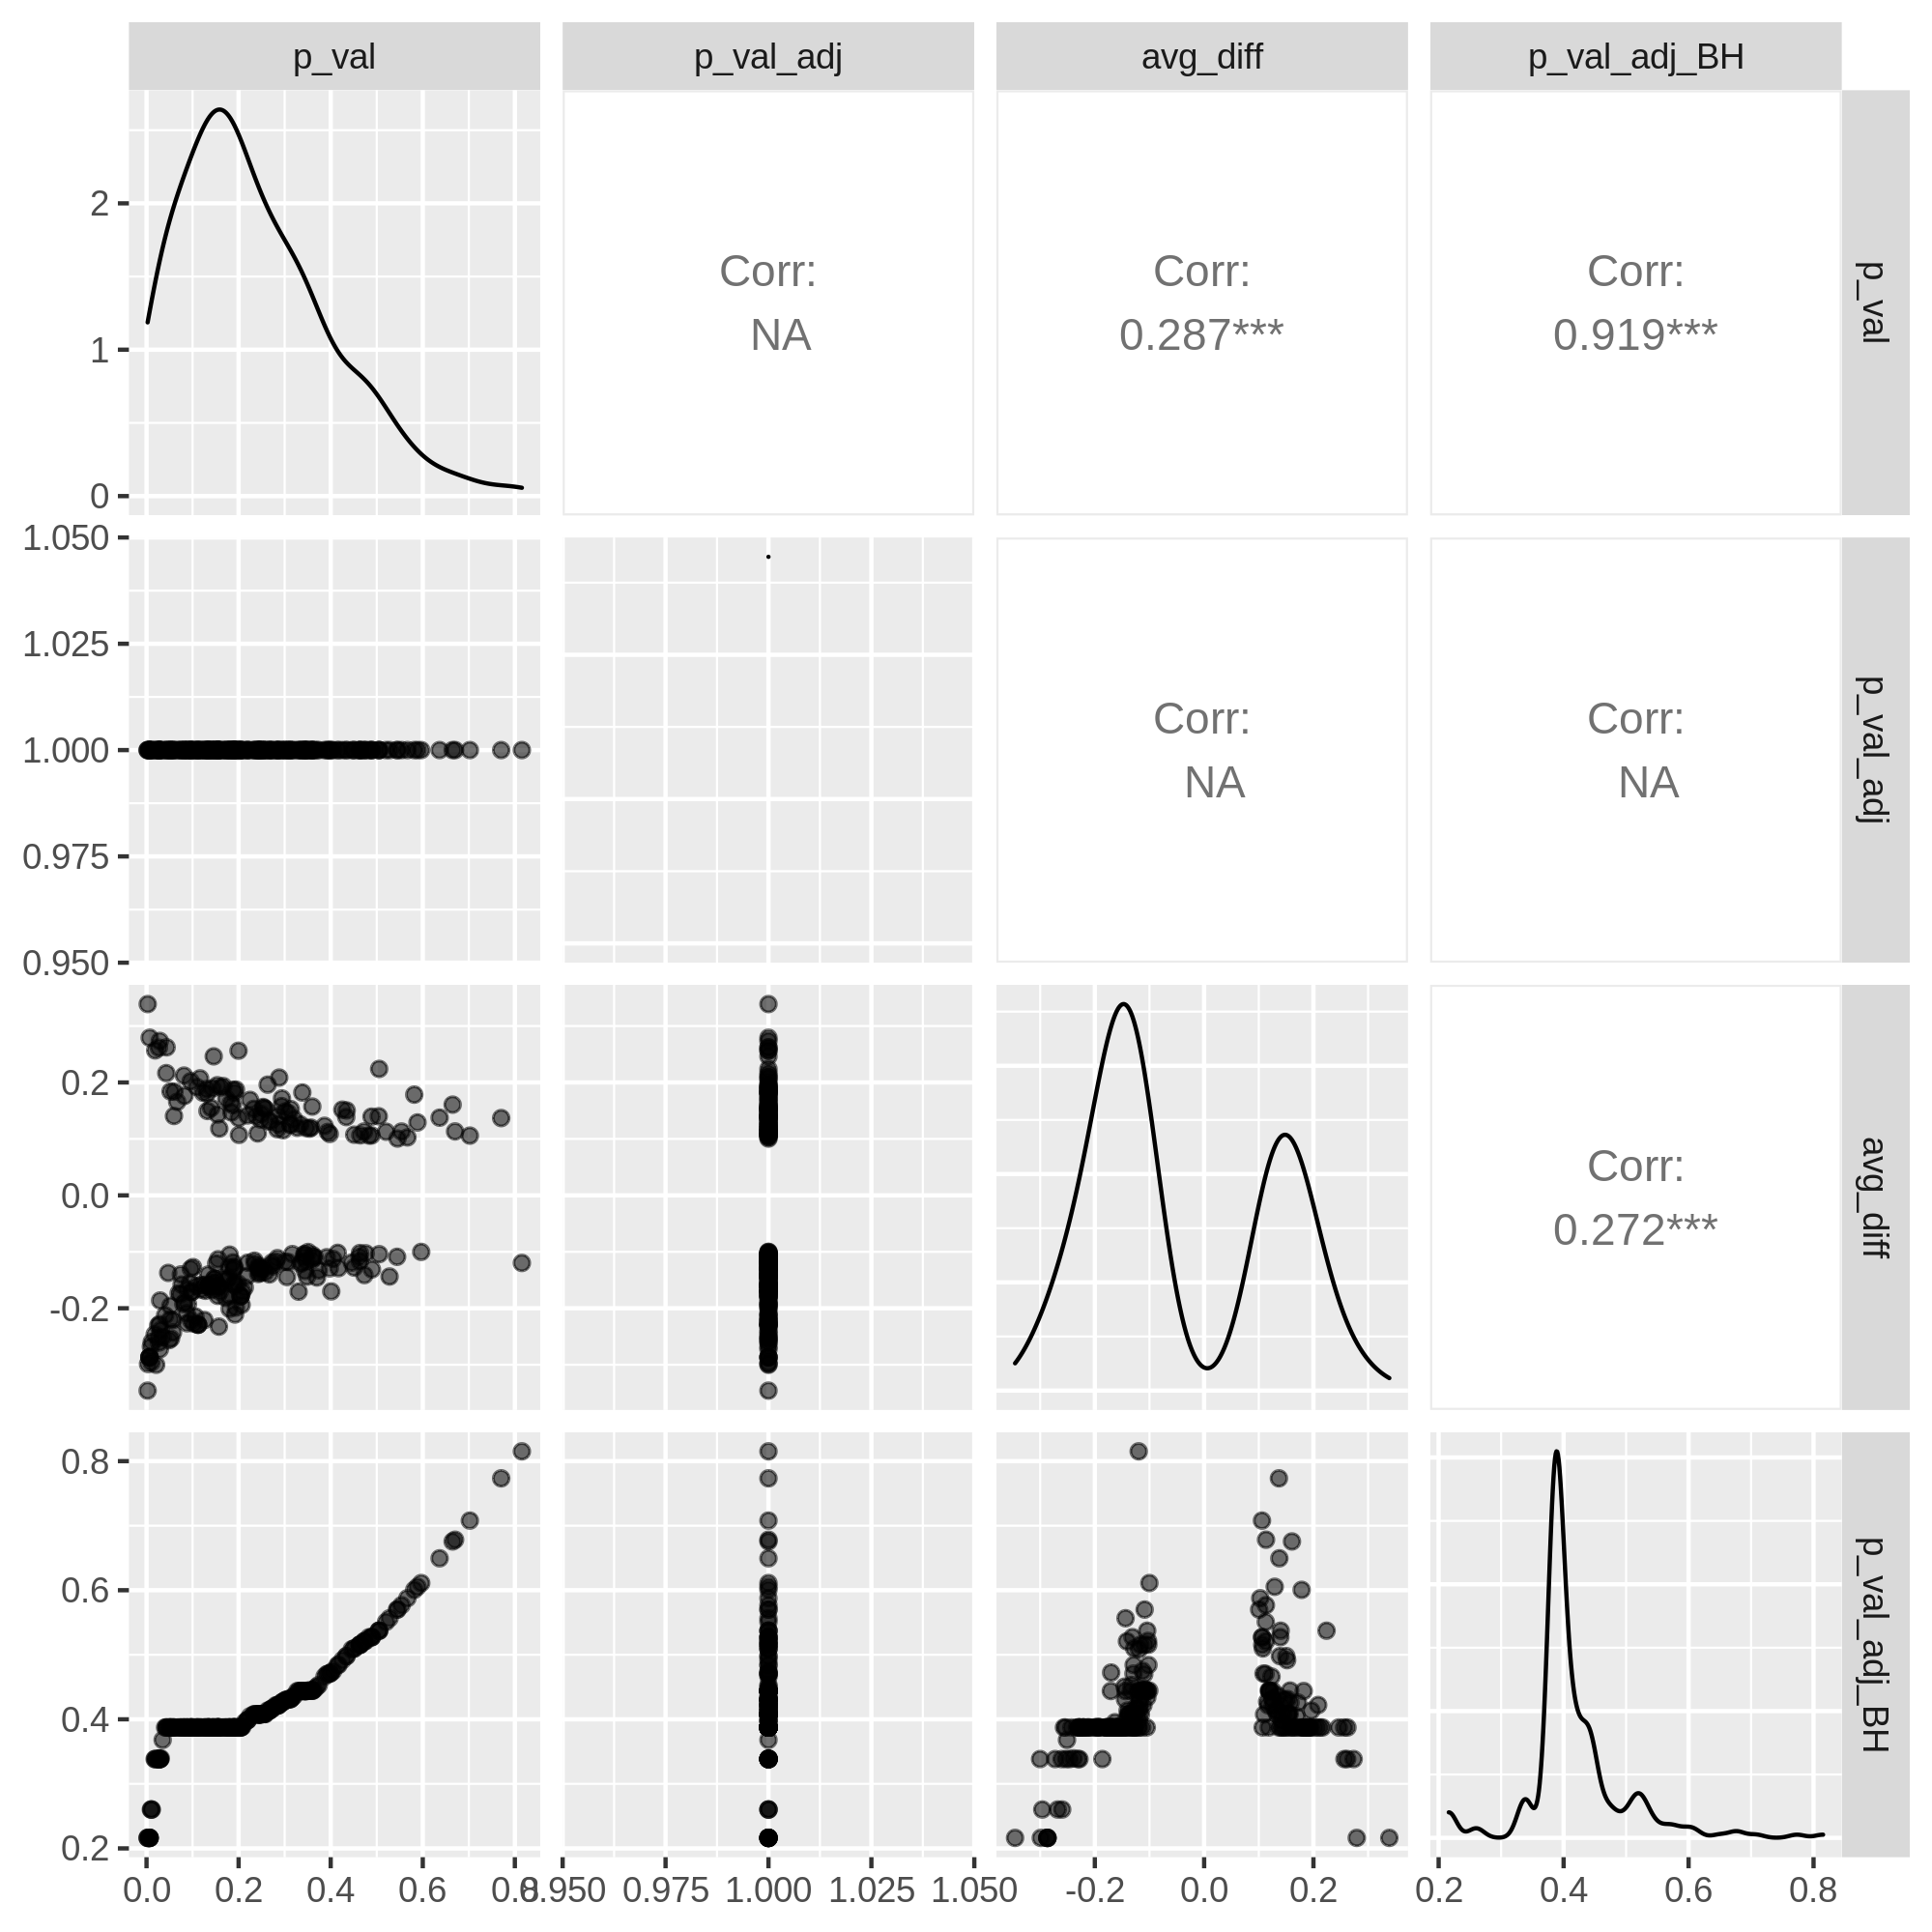 p_val
p_val_adj
avg_diff
p_val_adj_BH
2
1
0
Corr:
NA
Corr:
0.287***
Corr:
0.919***
p_val
1.050
1.025
1.000
0.975
0.950
Corr:
NA
Corr:
NA
p_val_adj
0.2
0.0
-0.2
Corr:
0.272***
avg_diff
0.8
0.6
0.4
0.2
p_val_adj_BH
0.0 0.2 0.4 0.6 0.8
0.950 0.975 1.000 1.025 1.050
-0.2 0.0 0.2
0.2 0.4 0.6 0.8